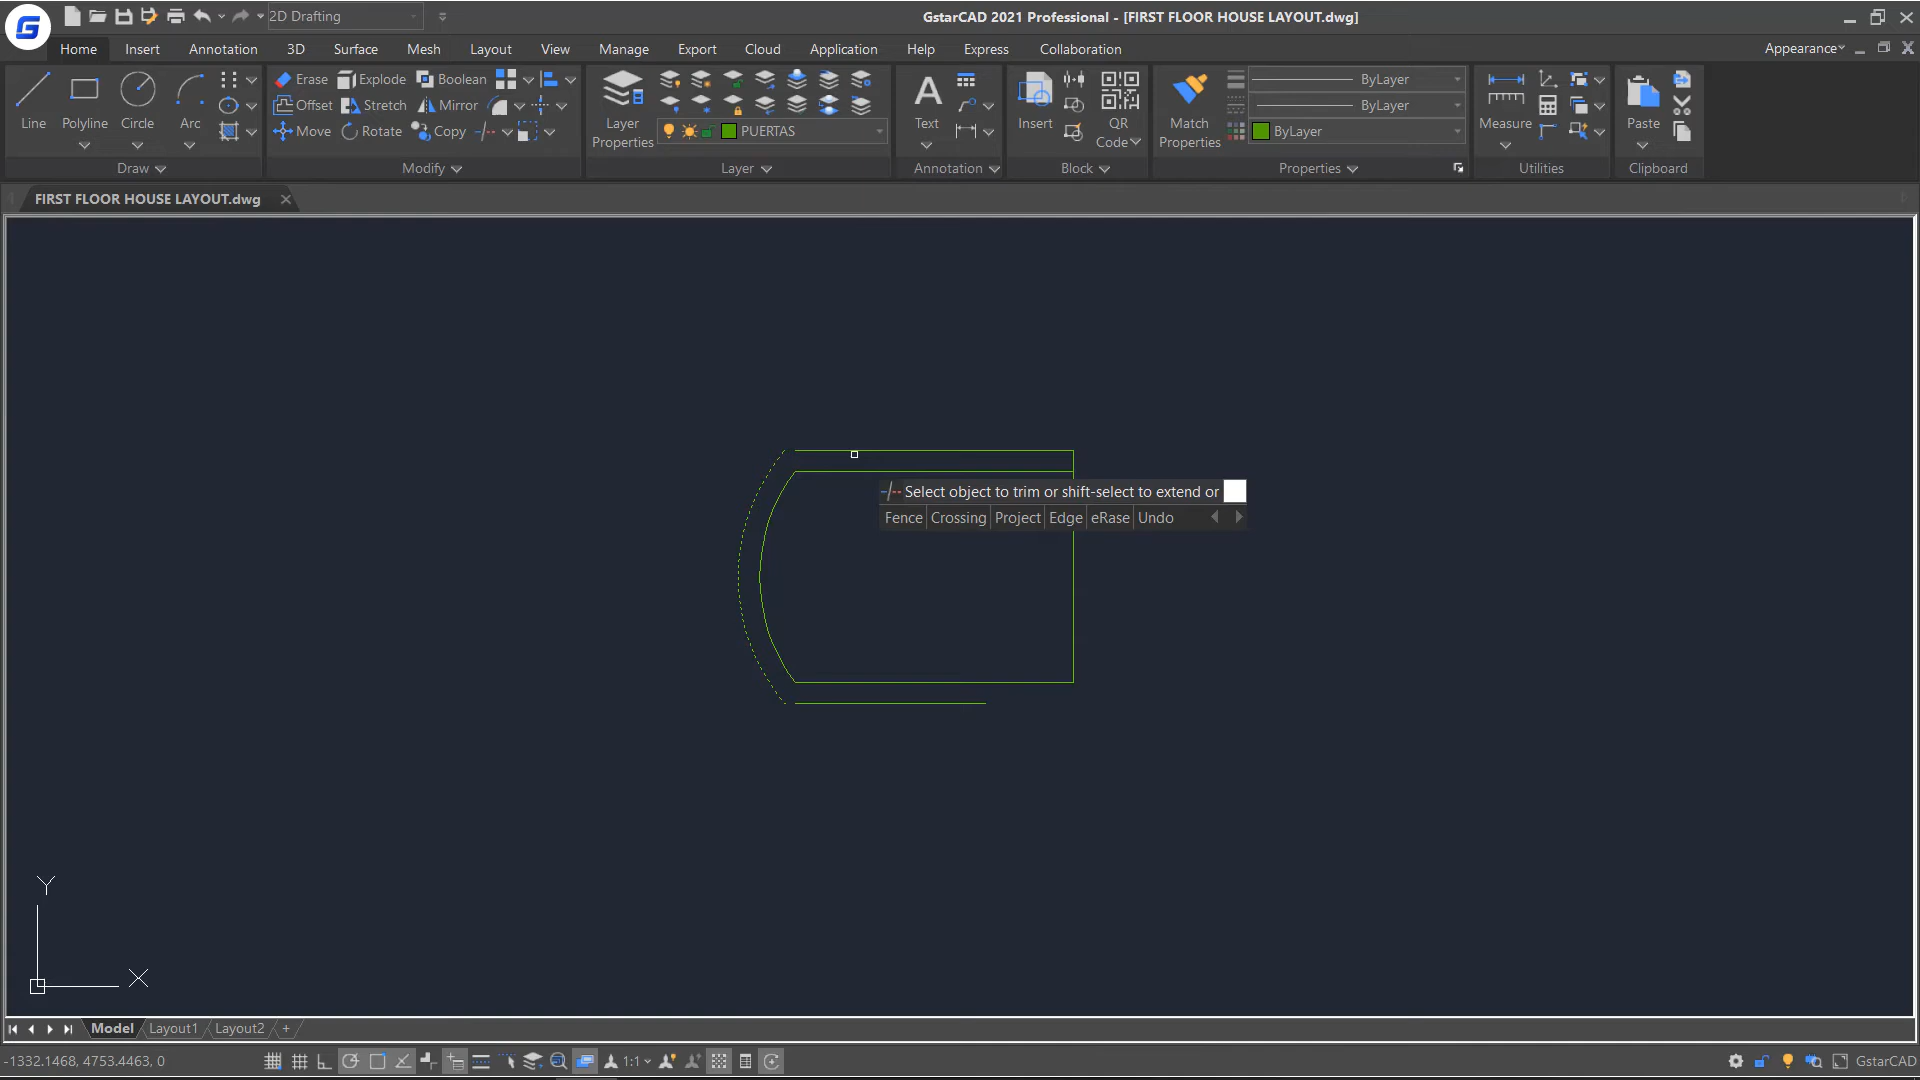 2D Drafting
GstarCAD 2021 Professional - [FIRST FLOOR HOUSE LAYOUT.dwg]
Home Insert Annotation 3D Surface Mesh Layout View Manage Export Cloud Application Help Express Collaboration Appearance
Line Polyline Circle Arc
Draw
Erase Explode Boolean
Offset Stretch Mirror
Move Rotate Copy
Modify
Layer Properties
PUERTAS
Layer
Text
Annotation
Insert
QR Code
Block
Match Properties
ByLayer
ByLayer
ByLayer
Properties
Measure
Utilities
Paste
Clipboard
FIRST FLOOR HOUSE LAYOUT.dwg
Select object to trim or shift-select to extend or
Fence Crossing Project Edge eRase Undo
Y
X
Model Layout1 Layout2 +
-1332.1468, 4753.4463, 0
1:1
GstarCAD